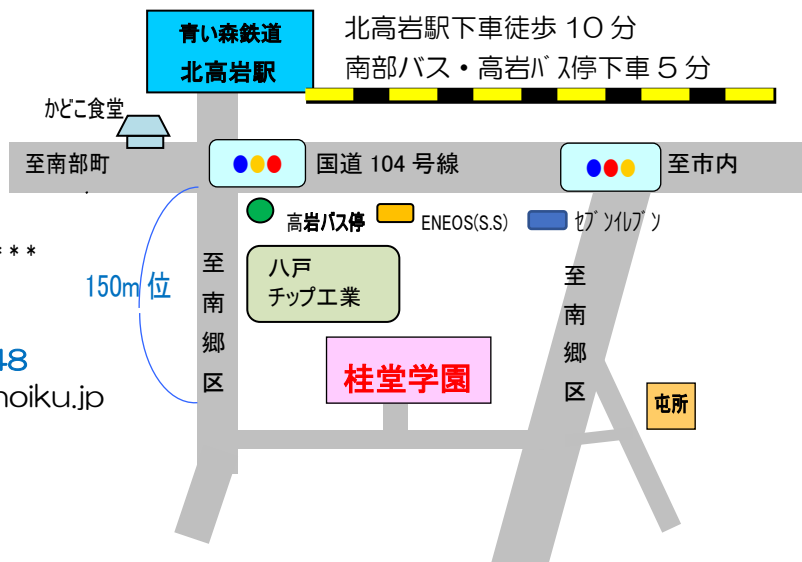 青い森鉄道
北高岩駅
北高岩駅下車徒歩 10 分
南部バス・高岩バス停下車 5 分
かどこ食堂
至南部町
国道 104 号線
至市内
高岩バス停
ENEOS(S.S)
セブンイレブン
***
150m 位
至南郷区
八戸
チップ工業
至南郷区
桂堂学園
屯所
48
noiku.jp